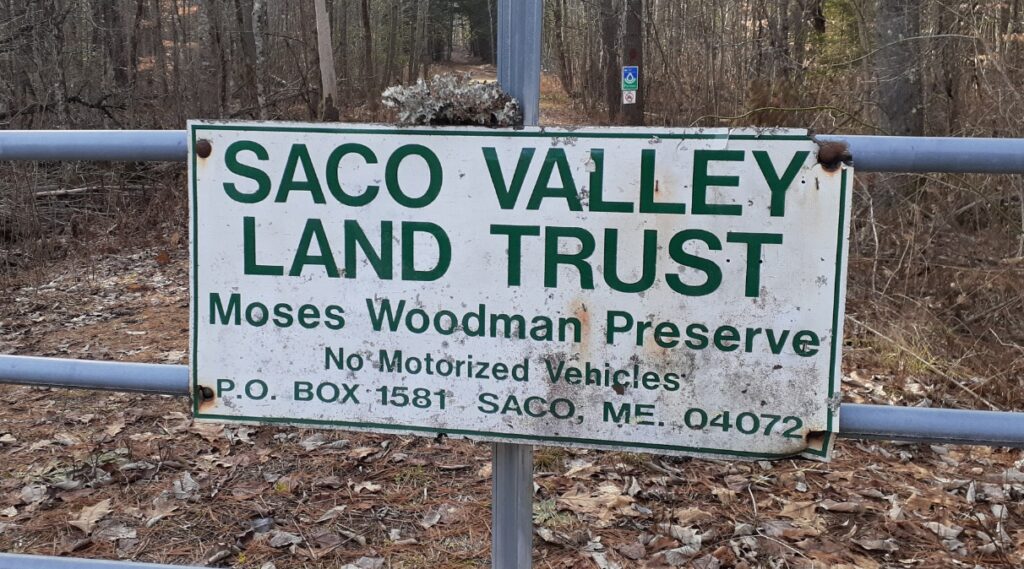 SACO VALLEY
LAND TRUST
Moses Woodman Preserve
No Motorized Vehicles
P.O. BOX 1581 SACO, ME. 04072